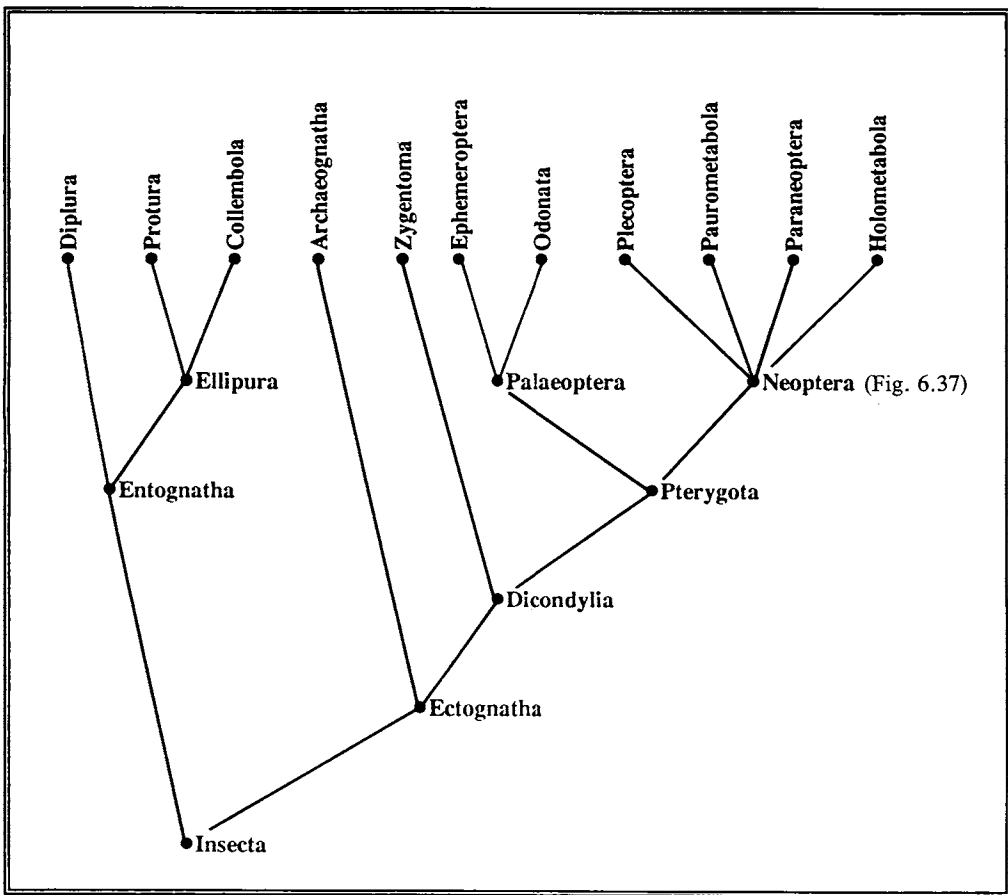 Diplura
Protura
Collembola
Archaeognatha
Zygentoma
Ephemeroptera
Odonata
Plecoptera
Paurometabola
Paraneoptera
Holometabola
Ellipura
Palaeoptera
Neoptera (Fig. 6.37)
Entognatha
Pterygota
Dicondylia
Ectognatha
Insecta